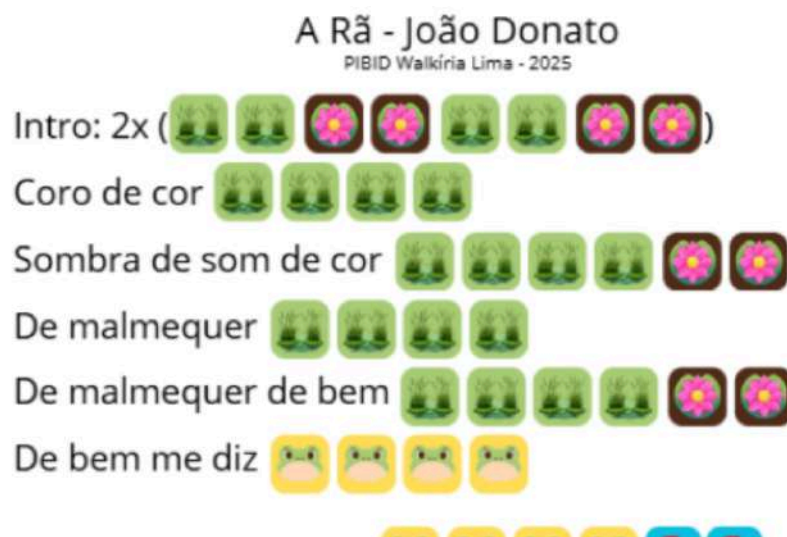 A Rã - João Donato
PIBID Walkíria Lima - 2025
Intro: 2x ( )
Coro de cor
Sombra de som de cor
De malmequer
De malmequer de bem
De bem me diz